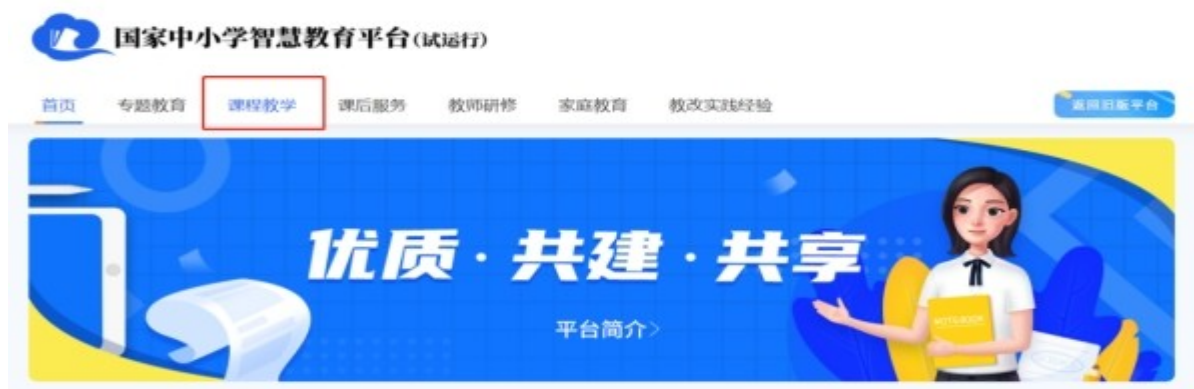 国家中小学智慧教育平台(试运行)
首页 专题教育 课程教学 课后服务 教师研修 家庭教育 教改实践经验 返回旧版平台
优质·共建·共享
平台简介>
NOTEBOOK